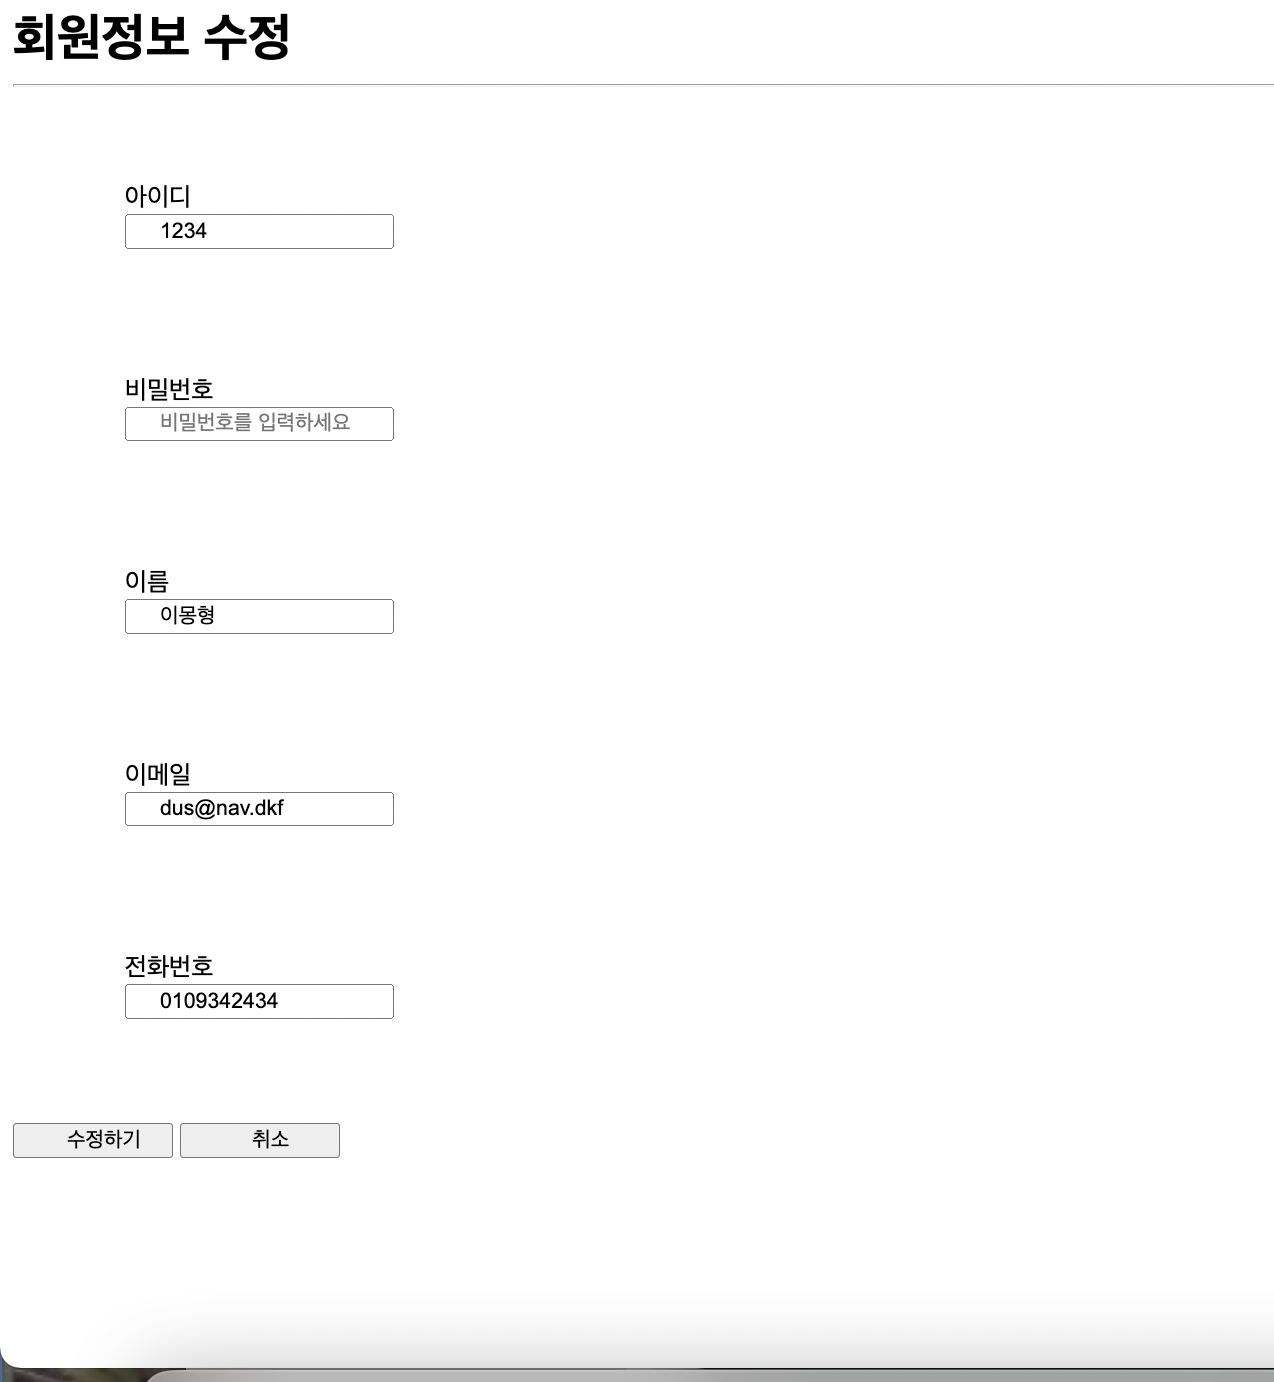 회원정보 수정
아이디
1234
비밀번호
비밀번호를 입력하세요
이름
이몽형
이메일
dus@nav.dkf
전화번호
0109342434
수정하기 취소